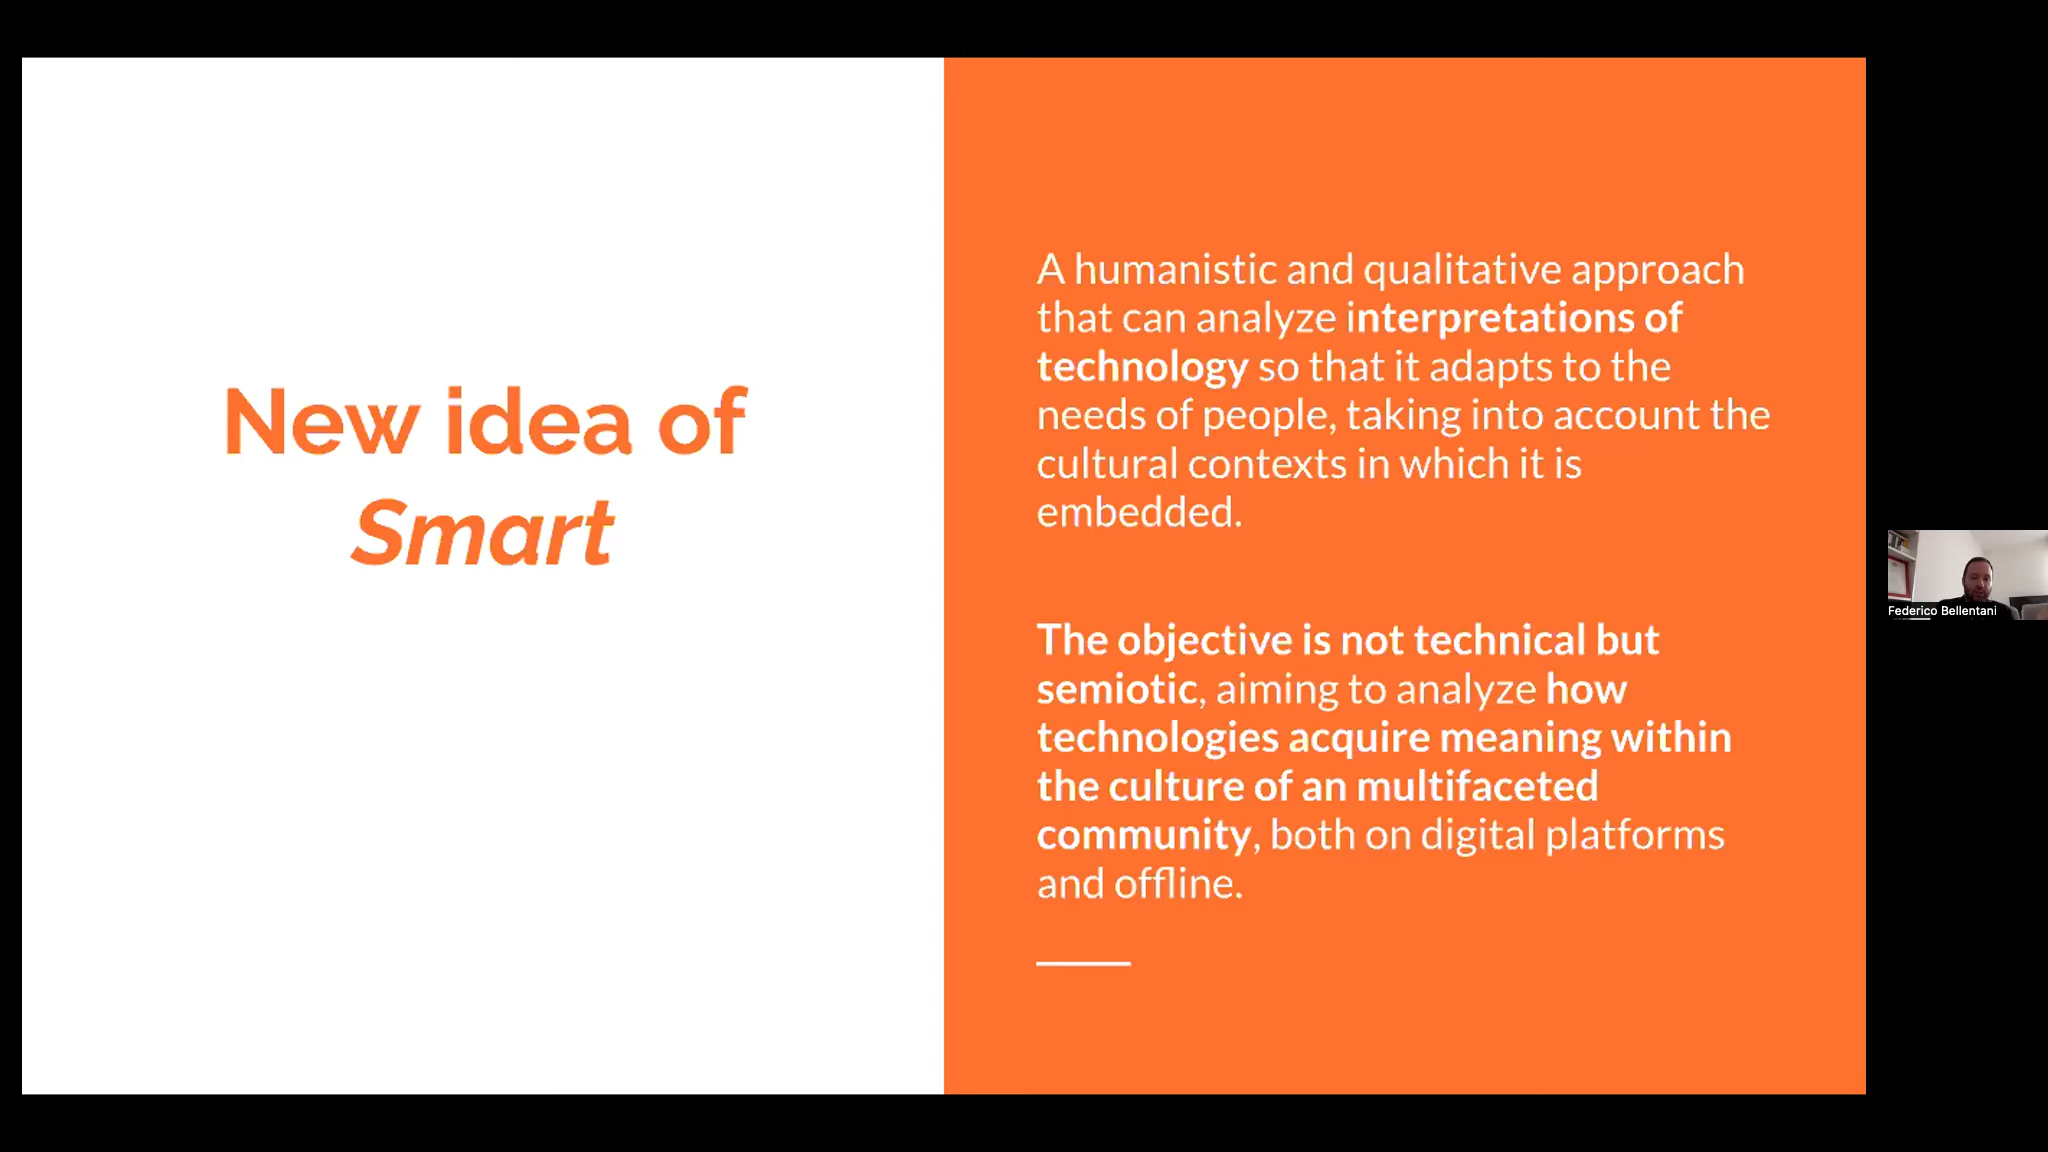 New idea of
Smart
A humanistic and qualitative approach
that can analyze interpretations of
technology so that it adapts to the
needs of people, taking into account the
cultural contexts in which it is
embedded.
The objective is not technical but
semiotic, aiming to analyze how
technologies acquire meaning within
the culture of an multifaceted
community, both on digital platforms
and offline.
Federico Bellentani